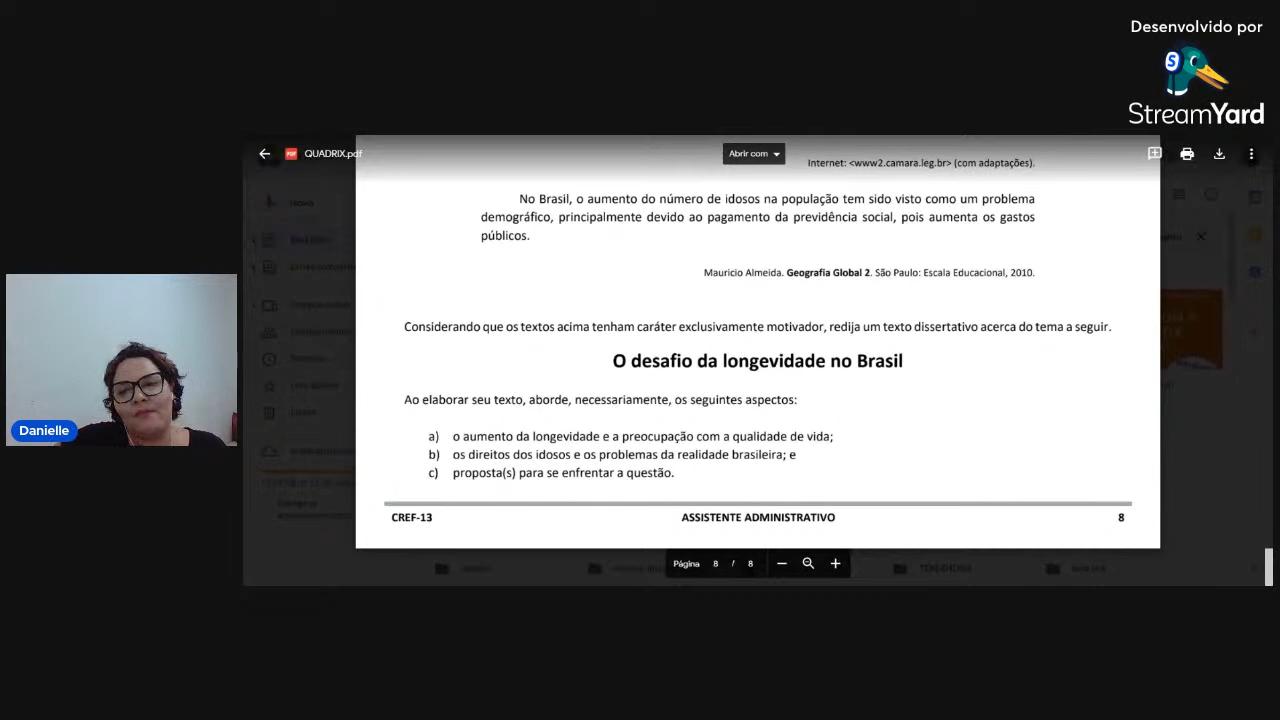 Desenvolvido por
StreamYard
QUADRIX.pdf
Abrir com
Internet: <www2.camara.leg.br> (com adaptações).
No Brasil, o aumento do número de idosos na população tem sido visto como um problema
demográfico, principalmente devido ao pagamento da previdência social, pois aumenta os gastos
públicos.
Mauricio Almeida. Geografia Global 2. São Paulo: Escala Educacional, 2010.
Considerando que os textos acima tenham caráter exclusivamente motivador, redija um texto dissertativo acerca do tema a seguir.
O desafio da longevidade no Brasil
Ao elaborar seu texto, aborde, necessariamente, os seguintes aspectos:
a) o aumento da longevidade e a preocupação com a qualidade de vida;
b) os direitos dos idosos e os problemas da realidade brasileira; e
c) proposta(s) para se enfrentar a questão.
CREF-13 ASSISTENTE ADMINISTRATIVO 8
Página 8 / 8
Danielle